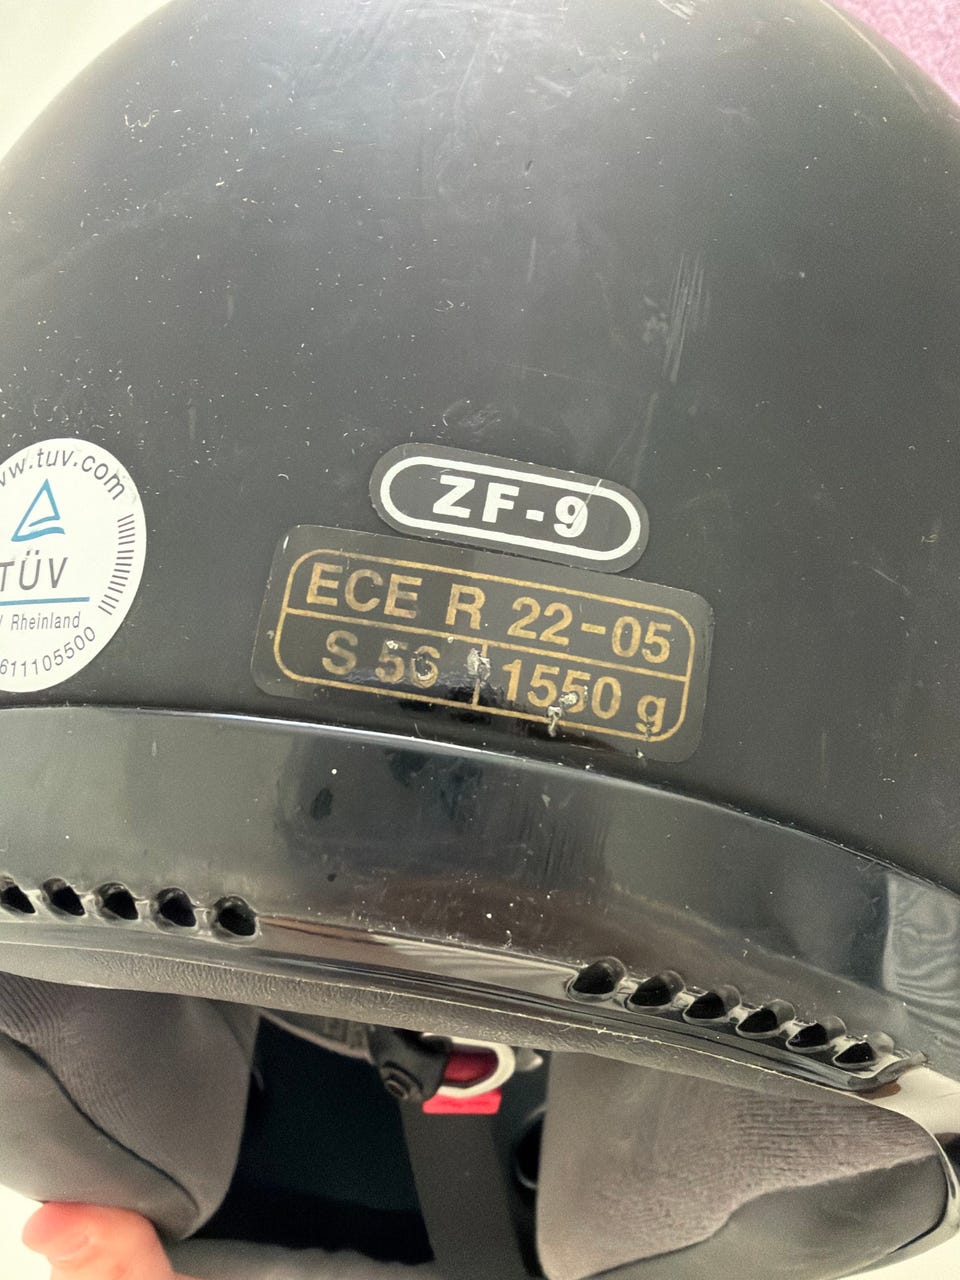 www.tuv.com
TÜV
Rheinland
611105500
ZF-9
ECE R 22-05
S 56
1550 g